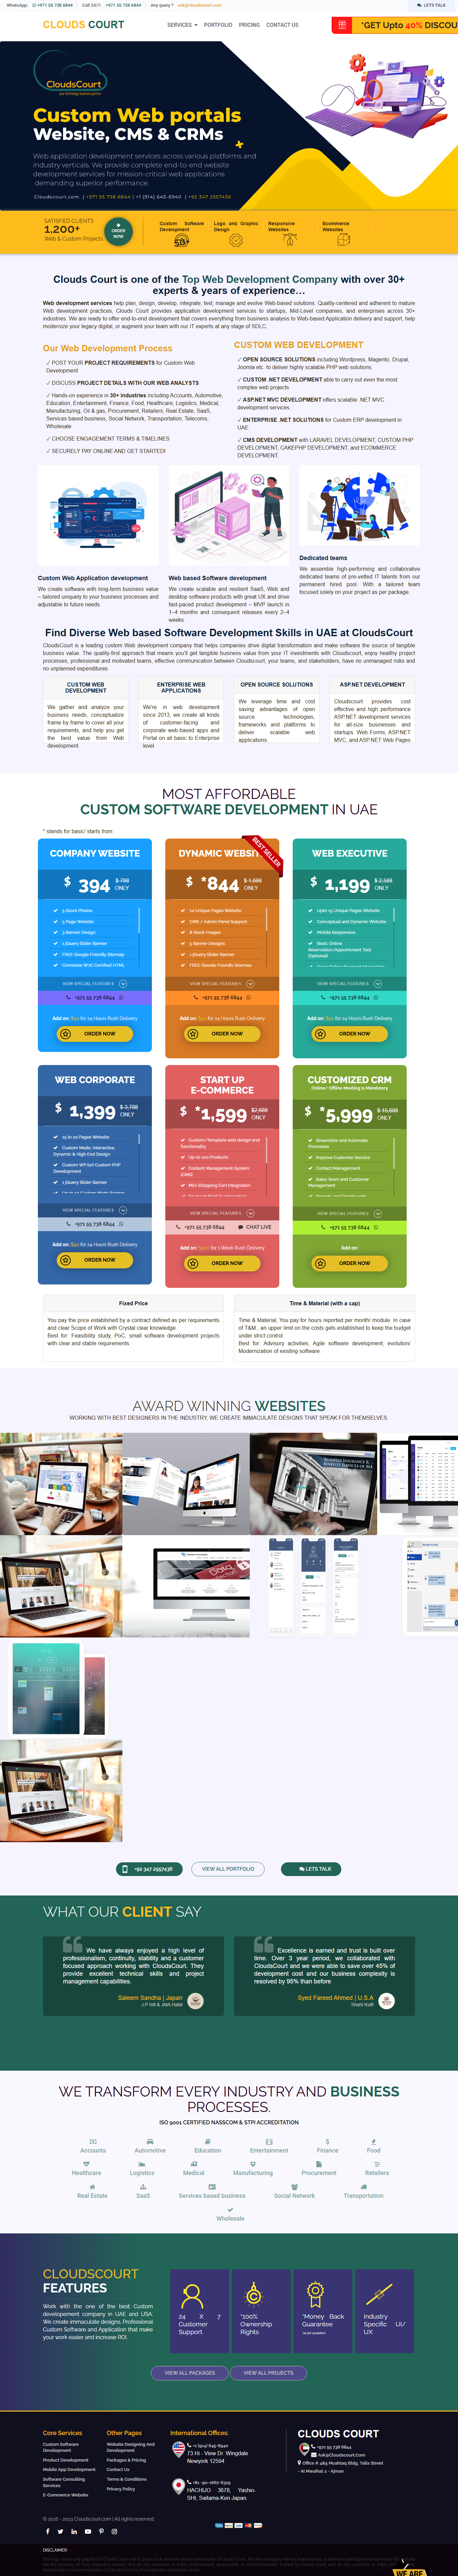 WhatsApp: +971 55 738 6844 Call 24/7: +971 55 738 6844 Any query ? ask@cloudscourt.com LETS TALK
CLOUDS COURT SERVICES PORTFOLIO PRICING CONTACT US *GET Upto 40% DISCOU
CloudsCourt
Custom Web portals
Website, CMS & CRMs
Web application development services across various platforms and
industry verticals. We provide complete end-to-end website
development services for mission-critical web applications
demanding superior performance.
Cloudscourt.com | +971 55 738 6844 | +1 (914) 645-6940 | +92 347 2557436
SATISFIED CLIENTS
1,200+
Web & Custom Projects
ORDER NOW
Custom Software Development
Logo and Graphic Design
Responsive Websites
Ecommerce Websites
Clouds Court is one of the Top Web Development Company with over 30+
experts & years of experience…
Web development services help plan, design, develop, integrate, test, manage and evolve Web-based solutions. Quality-centered and adherent to mature
Web development practices, Clouds Court provides application development services to startups, Mid-Level companies, and enterprises across 30+
industries. We are ready to offer end-to-end development that covers everything from business analysis to Web-based Application delivery and support, help
modernize your legacy digital, or augment your team with our IT experts at any stage of SDLC.
Our Web Development Process
✓ POST YOUR PROJECT REQUIREMENTS for Custom Web
Development
✓ DISCUSS PROJECT DETAILS WITH OUR WEB ANALYSTS
✓ Hands-on experience in 30+ industries including Accounts, Automotive,
Education, Entertainment, Finance, Food, Healthcare, Logistics, Medical,
Manufacturing, Oil & gas, Procurement, Retailers, Real Estate, SaaS,
Services based business, Social Network, Transportation, Telecoms,
Wholesale
✓ CHOOSE ENGAGEMENT TERMS & TIMELINES
✓ SECURELY PAY ONLINE AND GET STARTED!
CUSTOM WEB DEVELOPMENT
✓ OPEN SOURCE SOLUTIONS including Wordpress, Magento, Drupal,
Joomla etc. to deliver highly scalable PHP web solutions.
✓ CUSTOM .NET DEVELOPMENT able to carry out even the most
complex web projects.
✓ ASP.NET MVC DEVELOPMENT offers scalable .NET MVC
development services.
✓ ENTERPRISE .NET SOLUTIONS for Custom ERP development in
UAE,
✓ CMS DEVELOPMENT with LARAVEL DEVELOPMENT, CUSTOM PHP
DEVELOPMENT, CAKEPHP DEVELOPMENT, and ECOMMERCE
DEVELOPMENT.
Custom Web Application development
We create software with long-term business value
– tailored uniquely to your business processes and
adjustable to future needs.
Web based Software development
We create scalable and resilient SaaS, Web and
desktop software products with great UX and drive
fast-paced product development – MVP launch in
1–4 months and consequent releases every 2–6
weeks.
Dedicated teams
We assemble high-performing and collaborative
dedicated teams of pre-vetted IT talents from our
permanent hired pool. With a tailored team
focused solely on your project as per package.
Find Diverse Web based Software Development Skills in UAE at CloudsCourt
CloudsCourt is a leading custom Web development company that helps companies drive digital transformation and make software the source of tangible
business value. The quality-first approach that means you'll get tangible business value from your IT investments with Cloudscourt, enjoy healthy project
processes, professional and motivated teams, effective communication between Cloudscourt, your teams, and stakeholders, have no unmanaged risks and
no unplanned expenditures
CUSTOM WEB
DEVELOPMENT
We gather and analyze your
business needs, conceptualize
frame by frame to cover all your
requirements, and help you get
the best value from Web
development.
ENTERPRISE WEB
APPLICATIONS
We're in web development
since 2013, we create all kinds
of customer-facing and
corporate web-based apps and
Portal on all basic to Enterprise
level.
OPEN SOURCE SOLUTIONS
We leverage time and cost
saving advantages of open
source technologies,
frameworks and platforms to
deliver scalable web
applications.
ASP.NET DEVELOPMENT
Cloudscourt provides cost
effective and high performance
ASP.NET development services
for all-size businesses and
startups. Web Forms, ASP.NET
MVC, and ASP.NET Web Pages
MOST AFFORDABLE
CUSTOM SOFTWARE DEVELOPMENT IN UAE
* stands for basic/ starts from
COMPANY WEBSITE
$ 394 $ 788 ONLY
5 Stock Photos
5 Page Website
3 Banner Design
1 jQuery Slider Banner
FREE Google Friendly Sitemap
Complete W3C Certified HTML
VIEW SPECIAL FEATURES
+971 55 738 6844
Add on: for 24 Hours Rush Delivery
ORDER NOW
DYNAMIC WEBSI
BEST SELLER
$ *844 $ 1,688 ONLY
10 Unique Pages Website
CMS / Admin Panel Support
8 Stock images
5 Banner Designs
1 jQuery Slider Banner
FREE Google Friendly Sitemap
VIEW SPECIAL FEATURES
+971 55 738 6844
Add on: for 24 Hours Rush Delivery
ORDER NOW
WEB EXECUTIVE
$ 1,199 $ 2,588 ONLY
Upto 15 Unique Pages Website
Conceptual and Dynamic Website
Mobile Responsive
Basic Online
Reservation/Appointment Tool
(Optional)
VIEW SPECIAL FEATURES
+971 55 738 6844
Add on: for 24 Hours Rush Delivery
ORDER NOW
WEB CORPORATE
$ 1,399 $ 3,788 ONLY
15 to 20 Pages Website
Custom Made, Interactive,
Dynamic & High End Design
Custom WP (or) Custom PHP
Development
1 jQuery Slider Banner
VIEW SPECIAL FEATURES
+971 55 738 6844
Add on: for 24 Hours Rush Delivery
ORDER NOW
START UP
E-COMMERCE
$ *1,599 $2,688 ONLY
Custom/Template web design and
functionality
Up-to 100 Products
Content Management System
(CMS)
Mini Shopping Cart Integration
VIEW SPECIAL FEATURES
+971 55 738 6844 CHAT LIVE
Add on: for 1 Week Rush Delivery
ORDER NOW
CUSTOMIZED CRM
Online/ Offline Meeting is Mandatory
$ *5,999 $ 15,688 ONLY
Streamline and Automate
Processes
Improve Customer Service
Contact Management
Sales Team and Customer
Management
VIEW SPECIAL FEATURES
+971 55 738 6844
Add on:
ORDER NOW
Fixed Price
You pay the price established by a contract defined as per requirements
and clear Scope of Work with Crystal clear knowledge.
Best for: Feasibility study, PoC, small software development projects
with clear and stable requirements.
Time & Material (with a cap)
Time & Material, You pay for hours reported per month/ module. In case
of T&M , an upper limit on the costs gets established to keep the budget
under strict control.
Best for: Advisory activities, Agile software development, evolution/
Modernization of existing software.
AWARD WINNING WEBSITES
WORKING WITH BEST DESIGNERS IN THE INDUSTRY, WE CREATE IMMACULATE DESIGNS THAT SPEAK FOR THEMSELVES.
+92 347 2557436 VIEW ALL PORTFOLIO LETS TALK
WHAT OUR CLIENT SAY
We have always enjoyed a high level of
professionalism, continuity, stability and a customer
focused approach working with CloudsCourt. They
provide excellent technical skills and project
management capabilities.
Saleem Sandha | Japan
J.P Intl & JMA Halal
Excellence is earned and trust is built over
time. Over 3 year period, we collaborated with
CloudsCourt and we were able to save over 45% of
development cost and our business complexity is
resolved by 95% than before
Syed Fareed Ahmed | U.S.A
Shahi Kulfi
WE TRANSFORM EVERY INDUSTRY AND BUSINESS
PROCESSES.
ISO 9001 CERTIFIED NASSCOM & STPI ACCREDITATION
Accounts Automotive Education Entertainment Finance Food
Healthcare Logistics Medical Manufacturing Procurement Retailers
Real Estate SaaS Services based business Social Network Transportation
Wholesale
CLOUDSCOURT
FEATURES
Work with the one of the best Custom
development company in UAE and USA.
We create immaculate designs, Professional
Custom Software and Application that make
your work easier and increase ROI.
24 X 7
Customer
Support
*100%
Ownership
Rights
*Money Back
Guarantee
*as per quotation
Industry
Specific UI/
UX
VIEW ALL PACKAGES VIEW ALL PROJECTS
Core Services
Custom Software
Development
Product Development
Mobile App Development
Software Consulting
Services
E-Commerce Website
Other Pages
Website Designing And
Development
Packages & Pricing
Contact Us
Terms & Conditions
Privacy Policy
International Offices:
+1 (914) 645-6940
73 Hi - View Dr. Wingdale
Newyork 12594
+81 -90-1667-6309
HACHIJO 3678, Yashio-
SHI, Saitama-Ken Japan.
CLOUDS COURT
+971 55 738 6844
Ask@Cloudscourt.Com
Office # 485 Mushtaq Bldg. Talla Street
- Al Mwaihat 2 - Ajman
© 2016 - 2023 Cloudscourt.com | All rights reserved.
DISCLAIMER
WE ARE